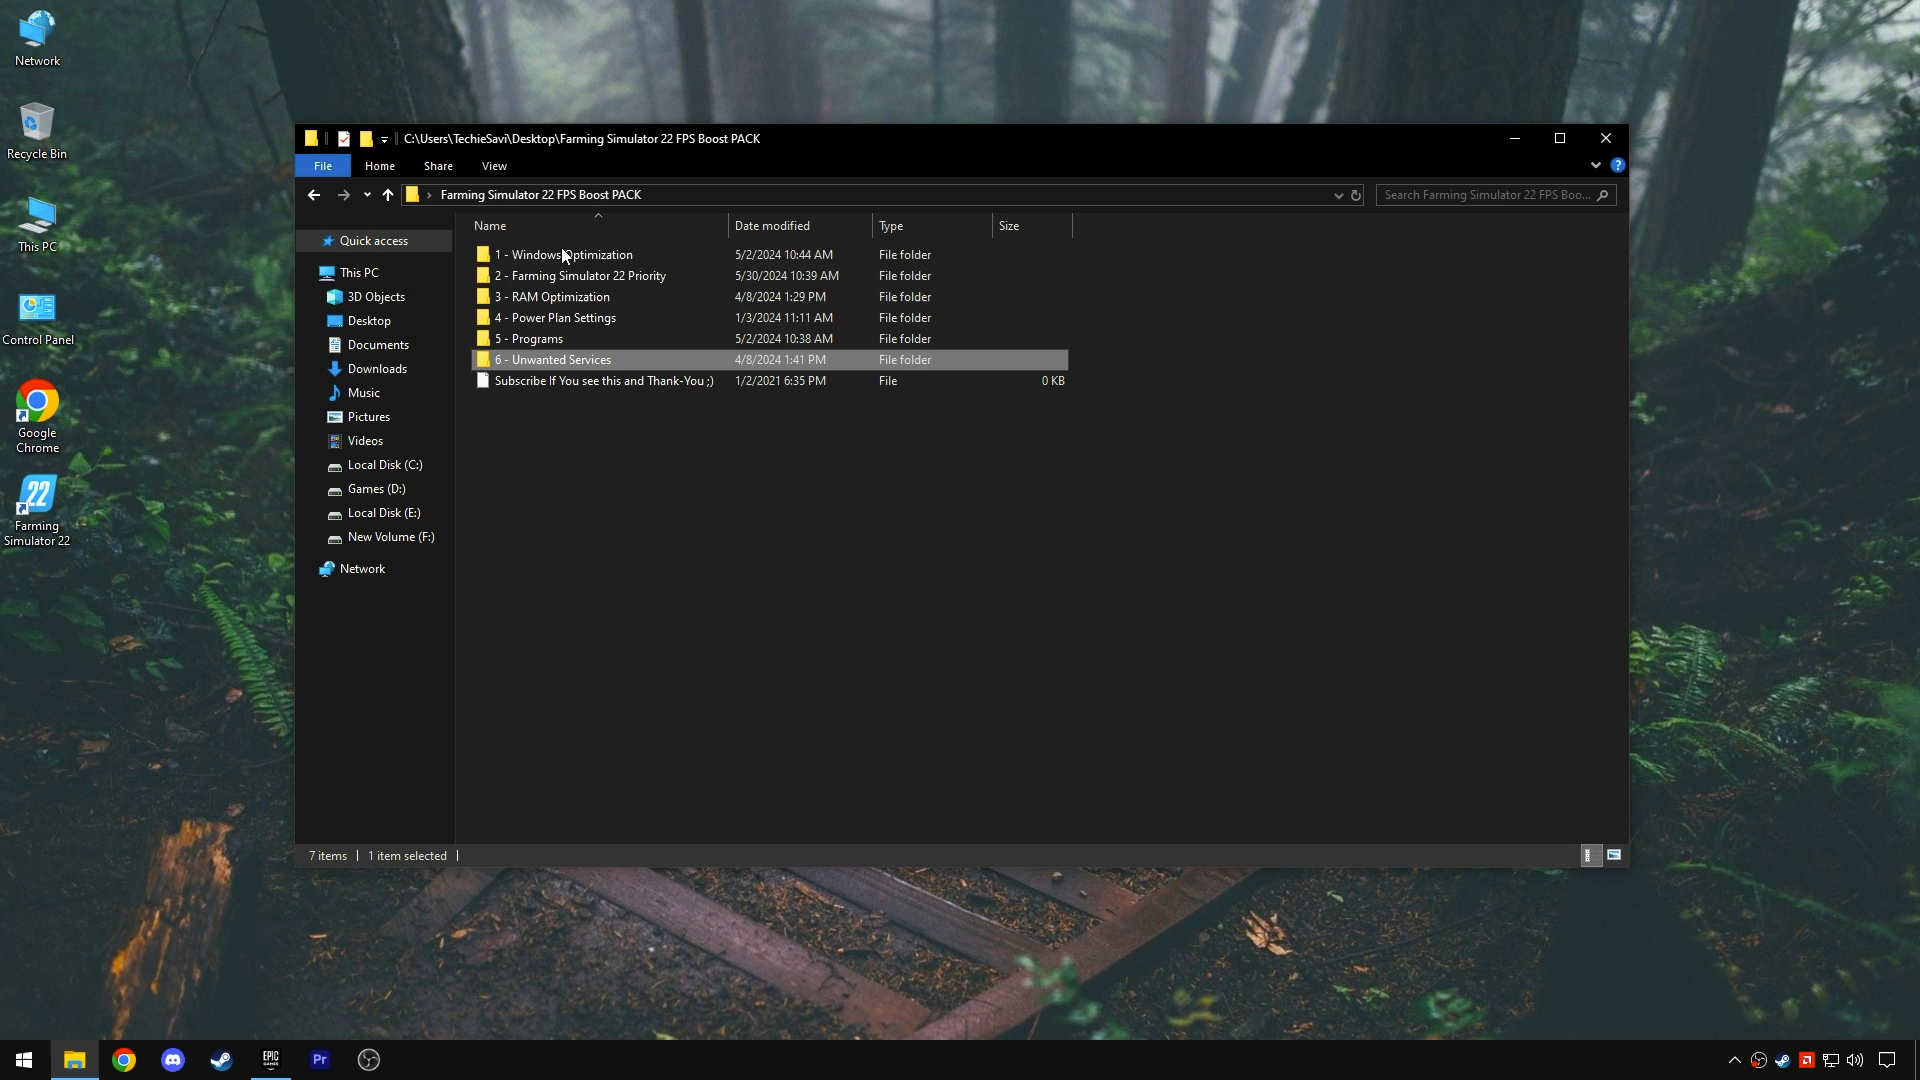 Network
Recycle Bin
This PC
Control Panel
Google
Chrome
22
Farming
Simulator 22
C:\Users\TechieSavi\Desktop\Farming Simulator 22 FPS Boost PACK
File
Home
Share
View
?
Farming Simulator 22 FPS Boost PACK
Search Farming Simulator 22 FPS Boo...
Quick access
This PC
3D Objects
Desktop
Documents
Downloads
Music
Pictures
Videos
Local Disk (C:)
Games (D:)
Local Disk (E:)
New Volume (F:)
Network
Name Date modified Type Size
1 - Windows Optimization 5/2/2024 10:44 AM File folder
2 - Farming Simulator 22 Priority 5/30/2024 10:39 AM File folder
3 - RAM Optimization 4/8/2024 1:29 PM File folder
4 - Power Plan Settings 1/3/2024 11:11 AM File folder
5 - Programs 5/2/2024 10:38 AM File folder
6 - Unwanted Services 4/8/2024 1:41 PM File folder
Subscribe If You see this and Thank-You ;) 1/2/2021 6:35 PM File 0 KB
7 items
1 item selected
EPIC
GAMES
Pr